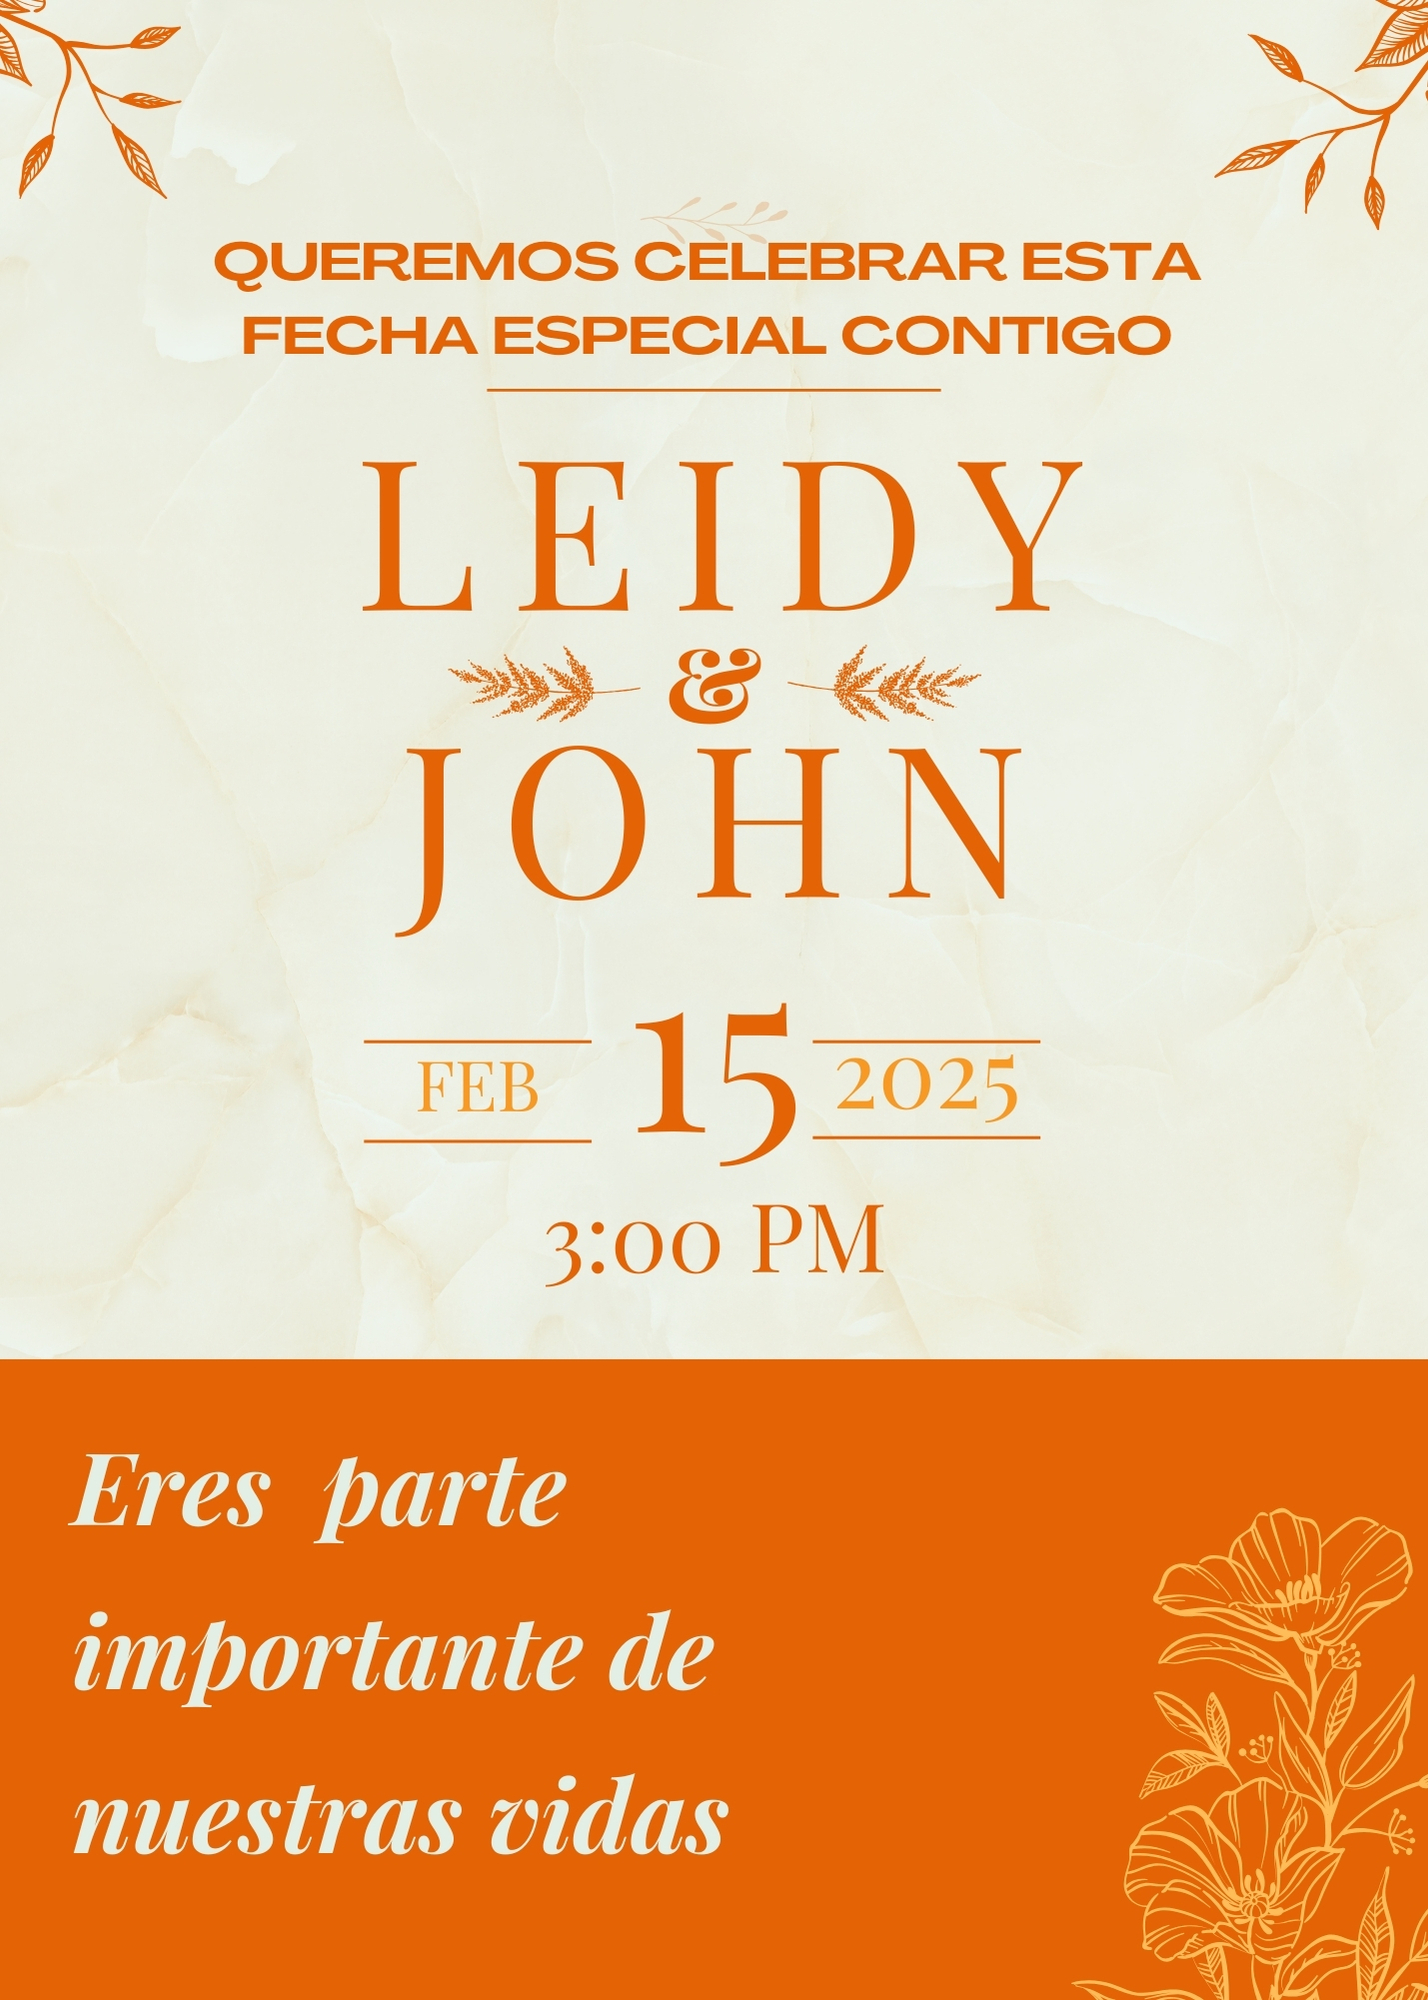 QUEREMOS CELEBRAR ESTA
FECHA ESPECIAL CONTIGO
LEIDY
&
JOHN
FEB 15 2025
3:00 PM
Eres parte
importante de
nuestras vidas